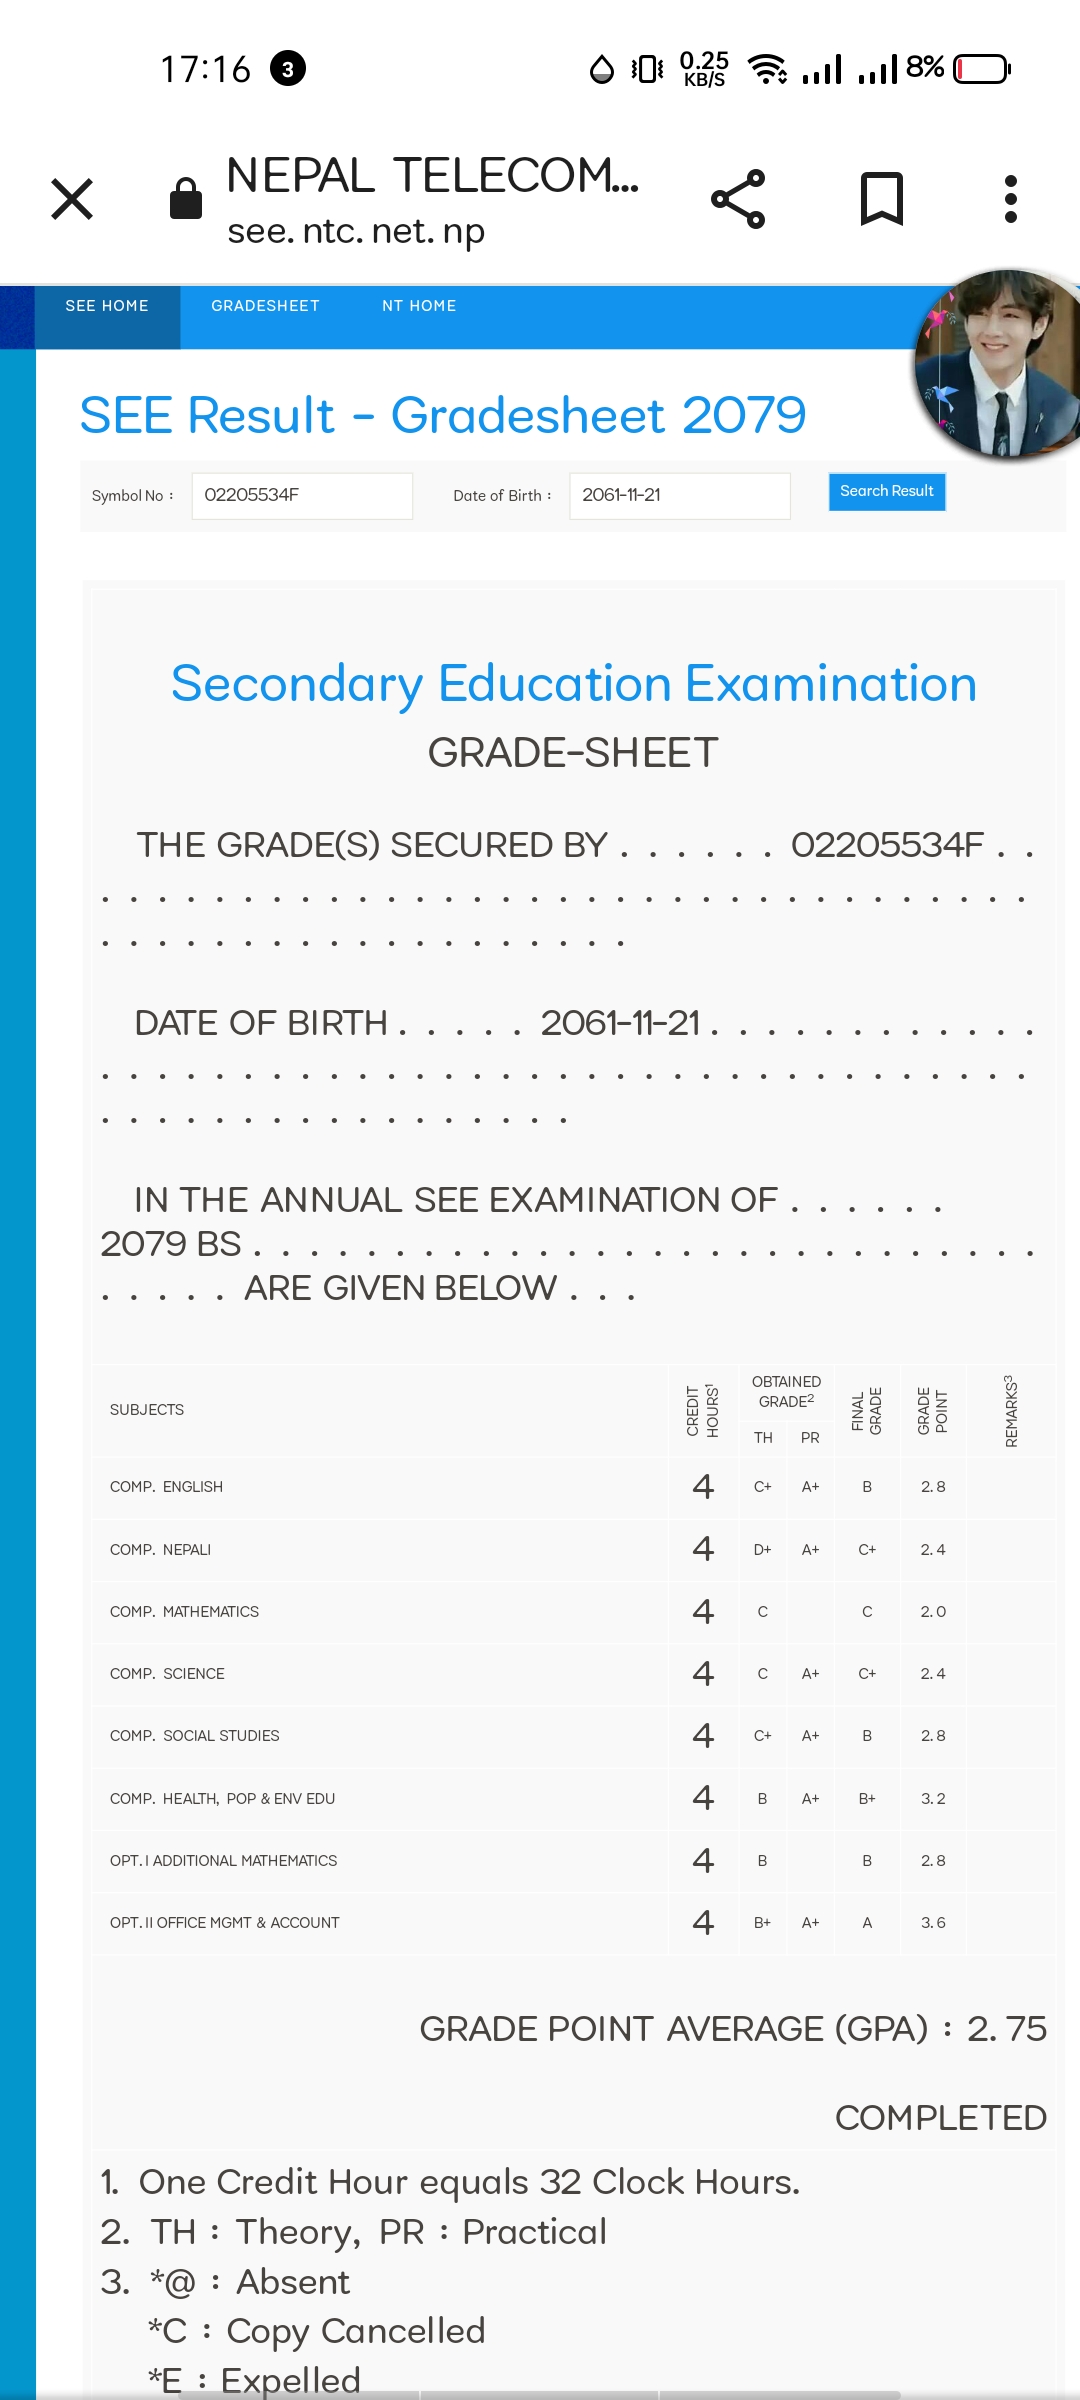 17:16 3 0.25 KB/S 8%
NEPAL TELECOM...
see.ntc.net.np
SEE HOME GRADESHEET NT HOME
SEE Result - Gradesheet 2079
Symbol No : 02205534F Date of Birth : 2061-11-21 Search Result
Secondary Education Examination
GRADE-SHEET
THE GRADE(S) SECURED BY . . . . . . 02205534F . .
. . . . . . . . . . . . . . . . . . . . . . . . . . . . . . . . .
. . . . . . . . . . . . . . . . . . .
DATE OF BIRTH . . . . . 2061-11-21 . . . . . . . . . . . .
. . . . . . . . . . . . . . . . . . . . . . . . . . . . . . . . .
. . . . . . . . . . . . . . . . .
IN THE ANNUAL SEE EXAMINATION OF . . . . . .
2079 BS . . . . . . . . . . . . . . . . . . . . . . . . . . . .
. . . . . ARE GIVEN BELOW . . .
SUBJECTS CREDIT HOURS1 OBTAINED GRADE2 FINAL GRADE GRADE POINT REMARKS3
TH PR
COMP. ENGLISH 4 C+ A+ B 2.8
COMP. NEPALI 4 D+ A+ C+ 2.4
COMP. MATHEMATICS 4 C C 2.0
COMP. SCIENCE 4 C A+ C+ 2.4
COMP. SOCIAL STUDIES 4 C+ A+ B 2.8
COMP. HEALTH, POP & ENV EDU 4 B A+ B+ 3.2
OPT.I ADDITIONAL MATHEMATICS 4 B B 2.8
OPT.II OFFICE MGMT & ACCOUNT 4 B+ A+ A 3.6
GRADE POINT AVERAGE (GPA) : 2.75
COMPLETED
1. One Credit Hour equals 32 Clock Hours.
2. TH : Theory, PR : Practical
3. *@ : Absent
*C : Copy Cancelled
*E : Expelled